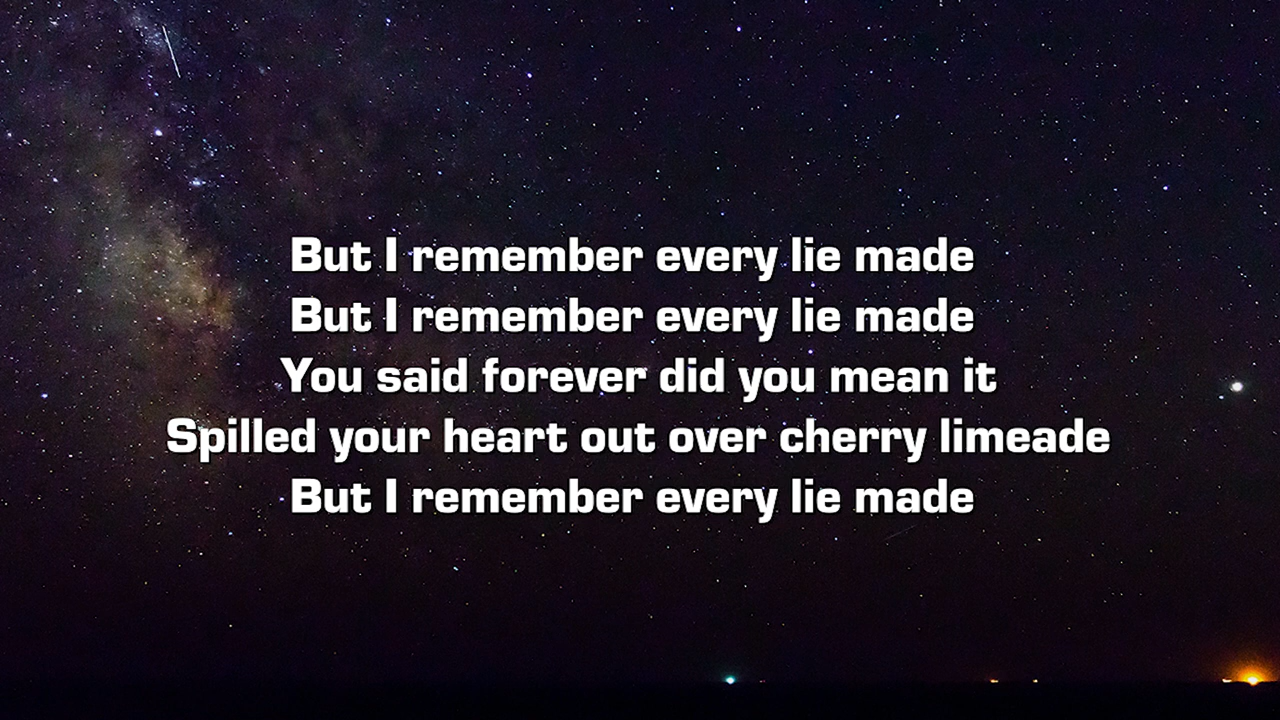 But I remember every lie made
But I remember every lie made
You said forever did you mean it
Spilled your heart out over cherry limeade
But I remember every lie made